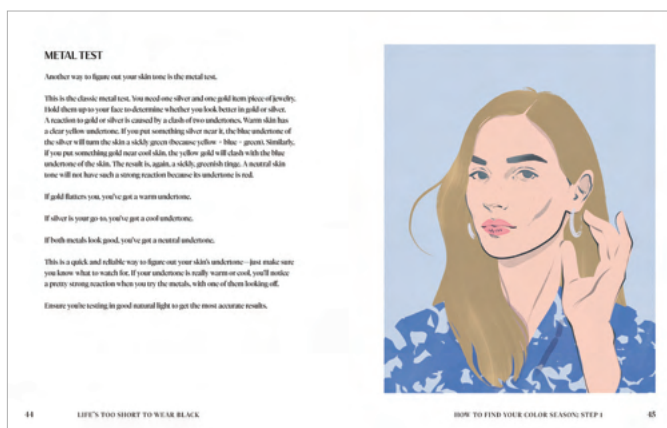 METAL TEST
Another way to figure out your skin tone is the metal test.
This is the classic metal test. You need one silver and one gold item/piece of jewelry.
Hold them up to your face to determine whether you look better in gold or silver.
A reaction to gold or silver is caused by a clash of two undertones. Warm skin has
a clear yellow undertone. If you put something silver near it, the blue undertone of
the silver will turn the skin a sickly green (because yellow + blue = green). Similarly,
if you put something gold near cool skin, the yellow gold will clash with the blue
undertone of the skin. The result is, again, a sickly, greenish tinge. A neutral skin
tone will not have such a strong reaction because its undertone is red.
If gold flatters you, you've got a warm undertone.
If silver is your go-to, you've got a cool undertone.
If both metals look good, you've got a neutral undertone.
This is a quick and reliable way to figure out your skin's undertone—just make sure
you know what to watch for. If your undertone is really warm or cool, you'll notice
a pretty strong reaction when you try the metals, with one of them looking off.
Ensure you're testing in good natural light to get the most accurate results.
44 LIFE'S TOO SHORT TO WEAR BLACK
HOW TO FIND YOUR COLOR SEASON: STEP 1 45